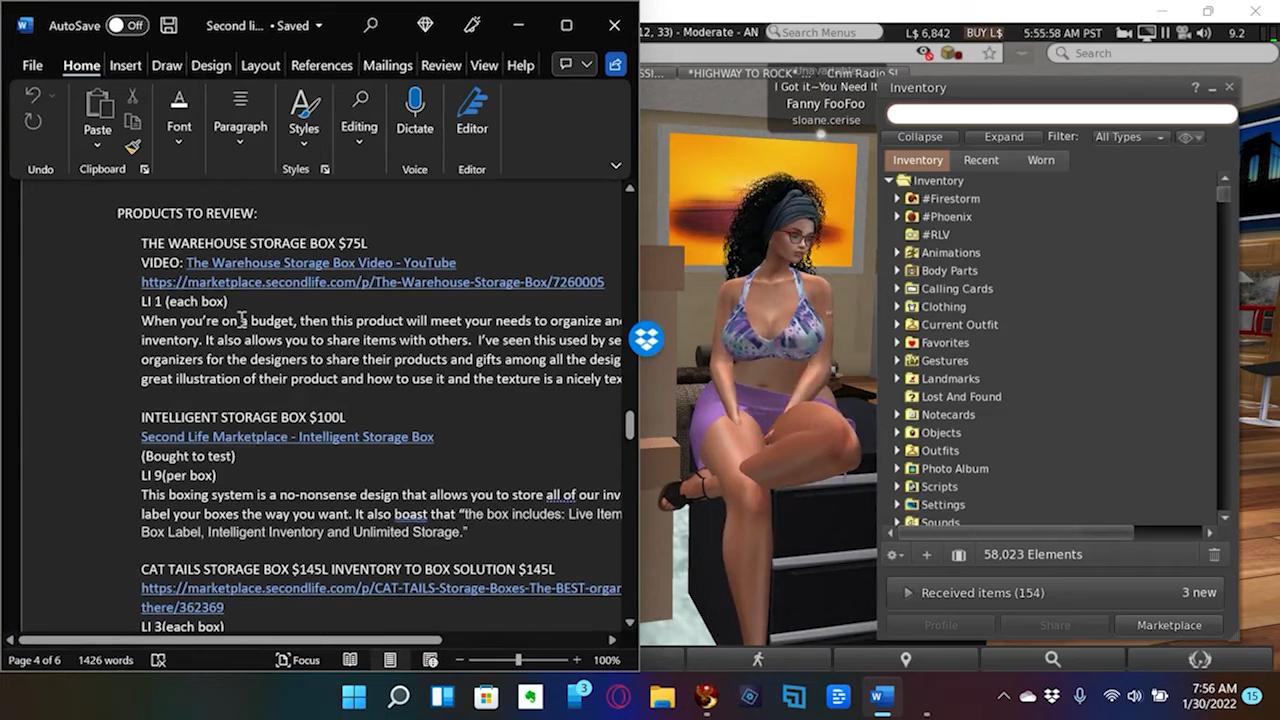 AutoSave Off Second li... • Saved
File Home Insert Draw Design Layout References Mailings Review View Help
Paste Font Paragraph Styles Editing Dictate Editor
Undo Clipboard Styles Voice Editor
PRODUCTS TO REVIEW:
THE WAREHOUSE STORAGE BOX $75L
VIDEO: The Warehouse Storage Box Video - YouTube
https://marketplace.secondlife.com/p/The-Warehouse-Storage-Box/7260005
LI 1 (each box)
When you're on a budget, then this product will meet your needs to organize and
inventory. It also allows you to share items with others. I've seen this used by se
organizers for the designers to share their products and gifts among all the desig
great illustration of their product and how to use it and the texture is a nicely tex
INTELLIGENT STORAGE BOX $100L
Second Life Marketplace - Intelligent Storage Box
(Bought to test)
LI 9(per box)
This boxing system is a no-nonsense design that allows you to store all of our inv
label your boxes the way you want. It also boast that "the box includes: Live Item
Box Label, Intelligent Inventory and Unlimited Storage."
CAT TAILS STORAGE BOX $145L INVENTORY TO BOX SOLUTION $145L
https://marketplace.secondlife.com/p/CAT-TAILS-Storage-Boxes-The-BEST-organ
there/362369
LI 3(each box)
Page 4 of 6 1426 words Focus 100%
12, 33) - Moderate - AN Search Menus L$ 6,842 BUY L$ 5:55:58 AM PST 9.2
Search
*HIGHWAY TO ROCK* Crim Radio SL
Unavailable
I Got it~You Need It
Fanny FooFoo
sloane.cerise
Inventory
Collapse Expand Filter: All Types
Inventory Recent Worn
Inventory
#Firestorm
#Phoenix
#RLV
Animations
Body Parts
Calling Cards
Clothing
Current Outfit
Favorites
Gestures
Landmarks
Lost And Found
Notecards
Objects
Outfits
Photo Album
Scripts
Settings
Sounds
58,023 Elements
Received items (154) 3 new
Profile Share Marketplace
3
7:56 AM
1/30/2022
15